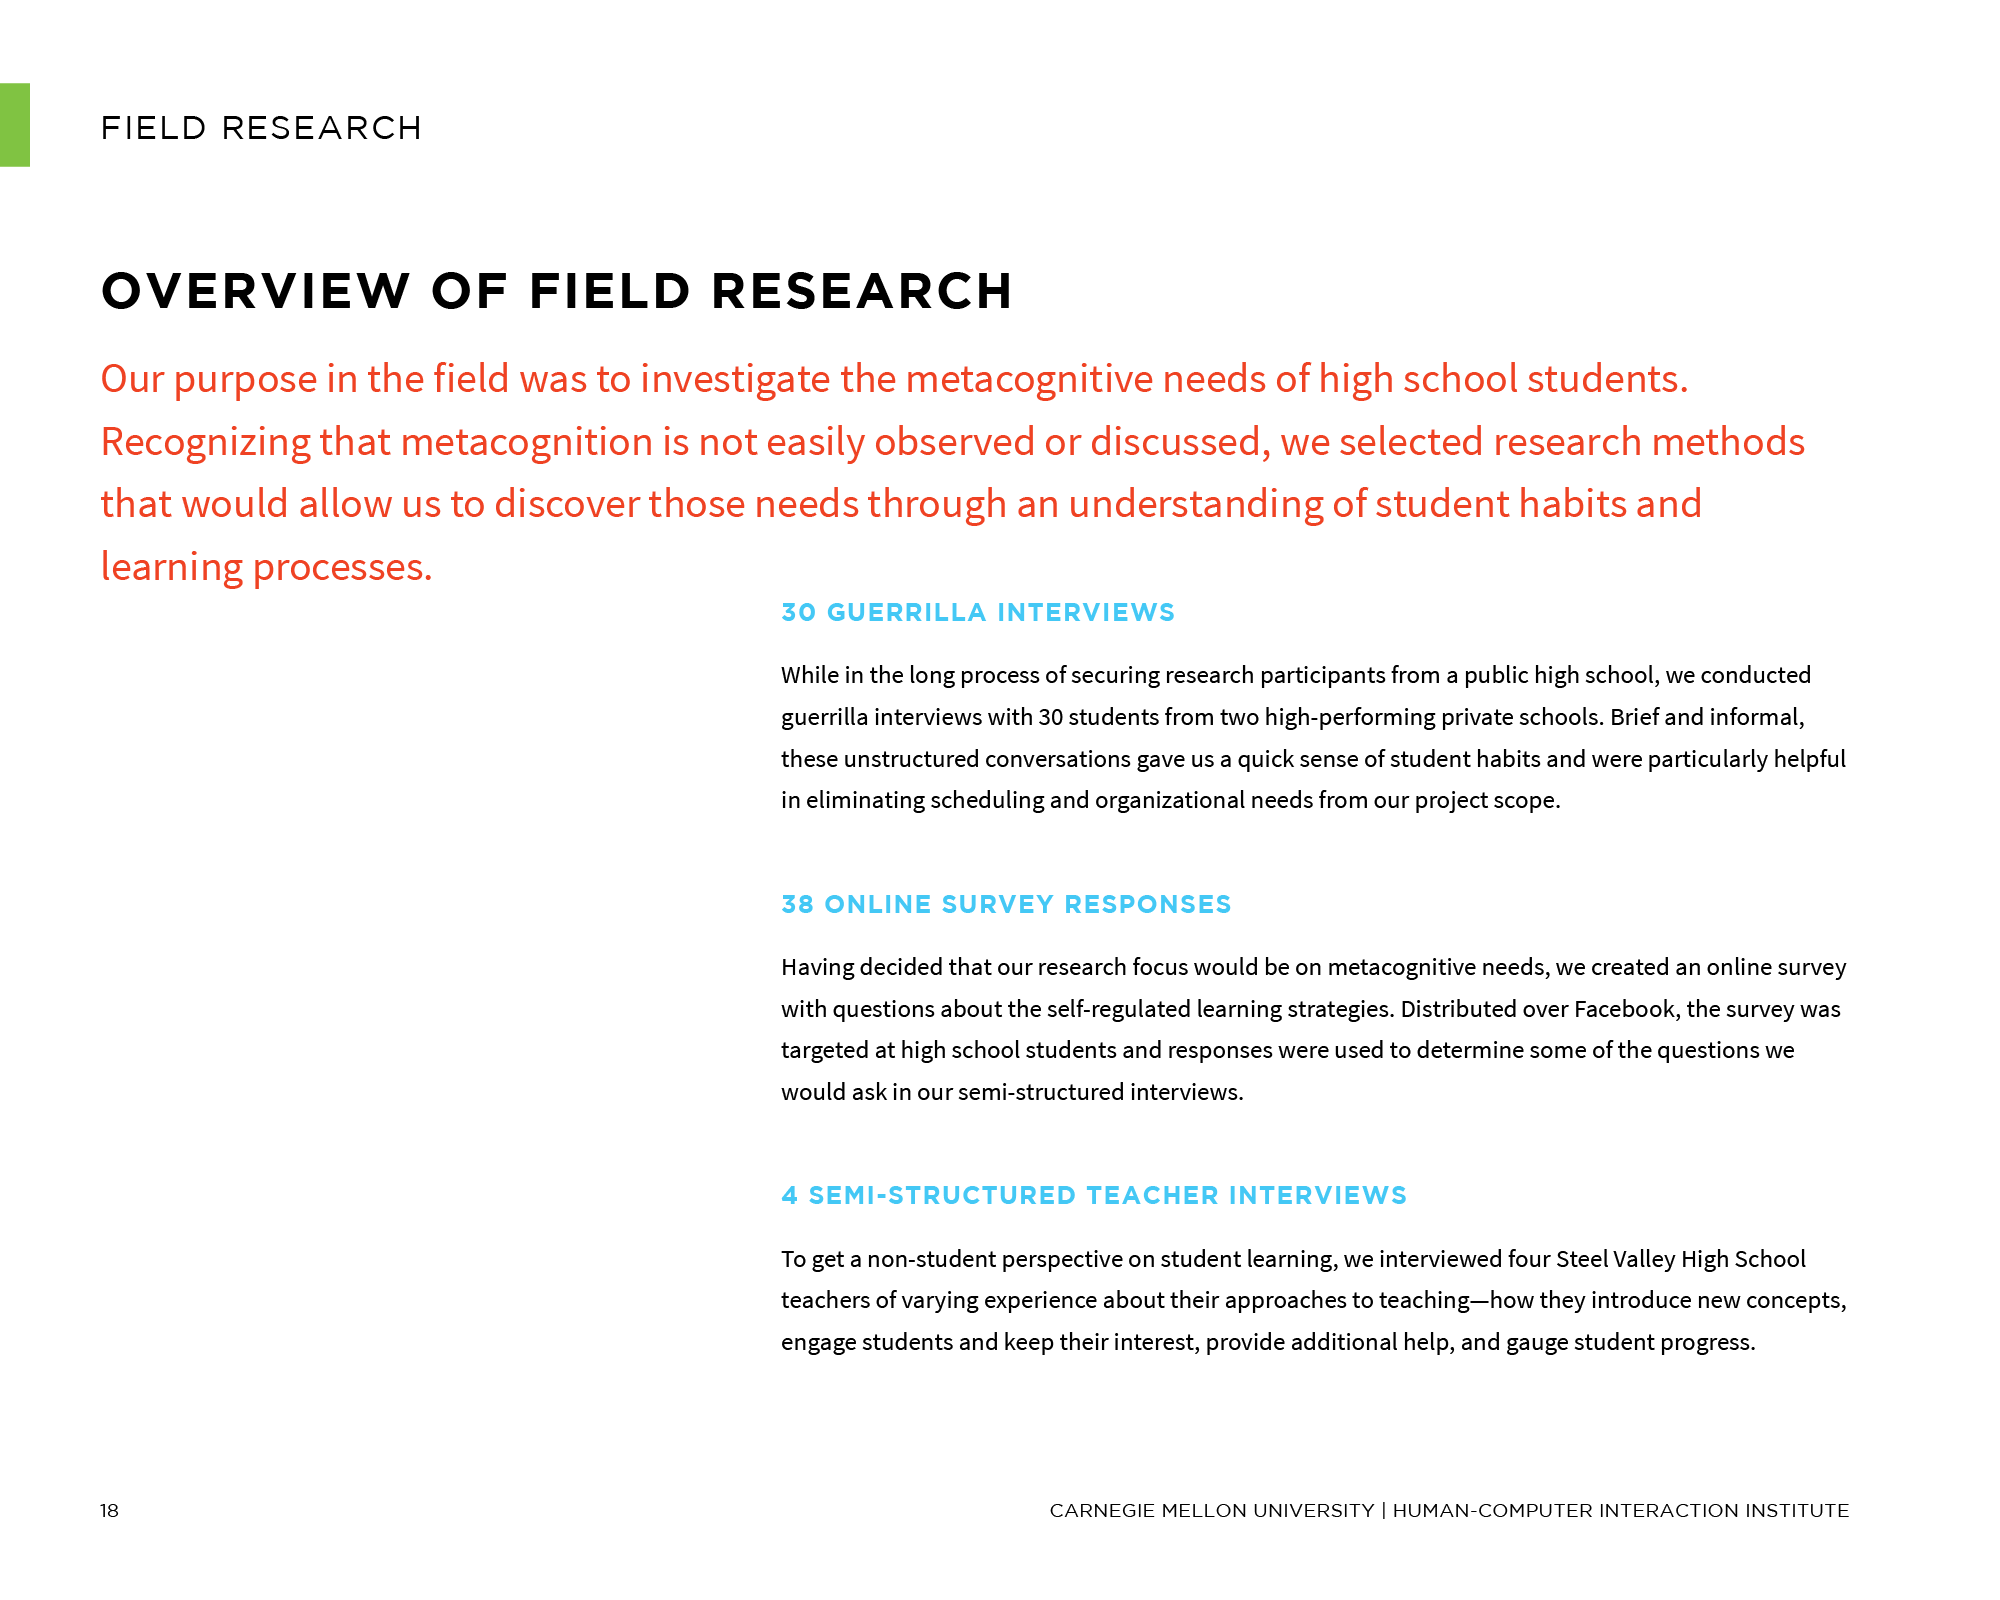 FIELD RESEARCH
OVERVIEW OF FIELD RESEARCH
Our purpose in the field was to investigate the metacognitive needs of high school students.
Recognizing that metacognition is not easily observed or discussed, we selected research methods
that would allow us to discover those needs through an understanding of student habits and
learning processes.
30 GUERRILLA INTERVIEWS
While in the long process of securing research participants from a public high school, we conducted
guerrilla interviews with 30 students from two high-performing private schools. Brief and informal,
these unstructured conversations gave us a quick sense of student habits and were particularly helpful
in eliminating scheduling and organizational needs from our project scope.
38 ONLINE SURVEY RESPONSES
Having decided that our research focus would be on metacognitive needs, we created an online survey
with questions about the self-regulated learning strategies. Distributed over Facebook, the survey was
targeted at high school students and responses were used to determine some of the questions we
would ask in our semi-structured interviews.
4 SEMI-STRUCTURED TEACHER INTERVIEWS
To get a non-student perspective on student learning, we interviewed four Steel Valley High School
teachers of varying experience about their approaches to teaching—how they introduce new concepts,
engage students and keep their interest, provide additional help, and gauge student progress.
18
CARNEGIE MELLON UNIVERSITY | HUMAN-COMPUTER INTERACTION INSTITUTE